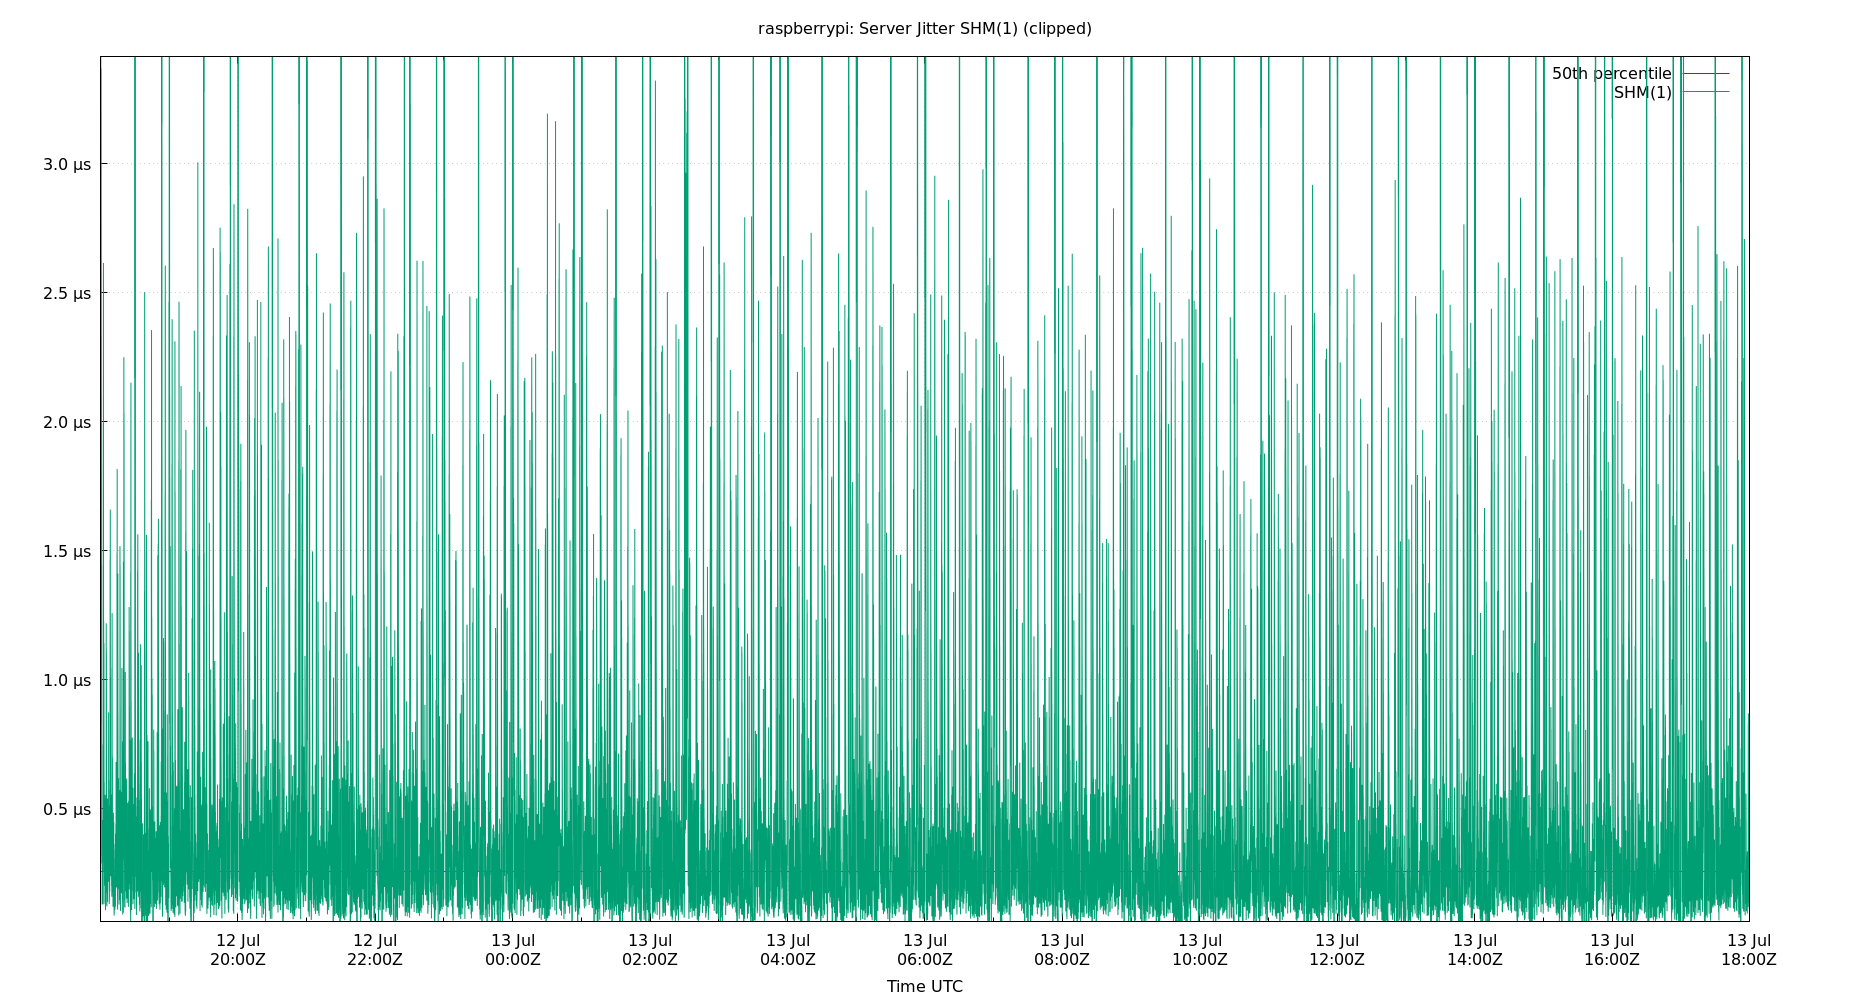 raspberrypi: Server Jitter SHM(1) (clipped)
50th percentile
SHM(1)
3.0 µs
2.5 µs
2.0 µs
1.5 µs
1.0 µs
0.5 µs
12 Jul 12 Jul 13 Jul 13 Jul 13 Jul 13 Jul 13 Jul 13 Jul 13 Jul 13 Jul 13 Jul 13 Jul
20:00Z 22:00Z 00:00Z 02:00Z 04:00Z 06:00Z 08:00Z 10:00Z 12:00Z 14:00Z 16:00Z 18:00Z
Time UTC